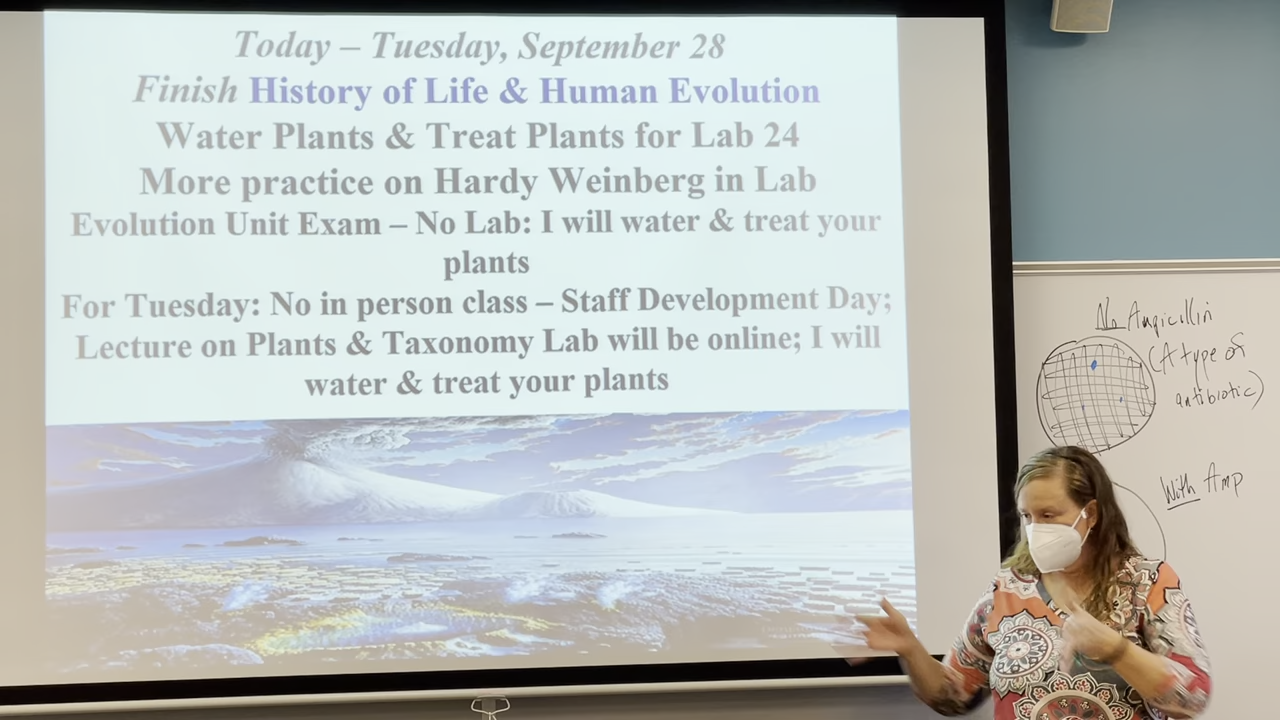 Today – Tuesday, September 28
Finish History of Life & Human Evolution
Water Plants & Treat Plants for Lab 24
More practice on Hardy Weinberg in Lab
Evolution Unit Exam – No Lab: I will water & treat your
plants
For Tuesday: No in person class – Staff Development Day;
Lecture on Plants & Taxonomy Lab will be online; I will
water & treat your plants
No Ampicillin
(A type of
antibiotic)
With Amp